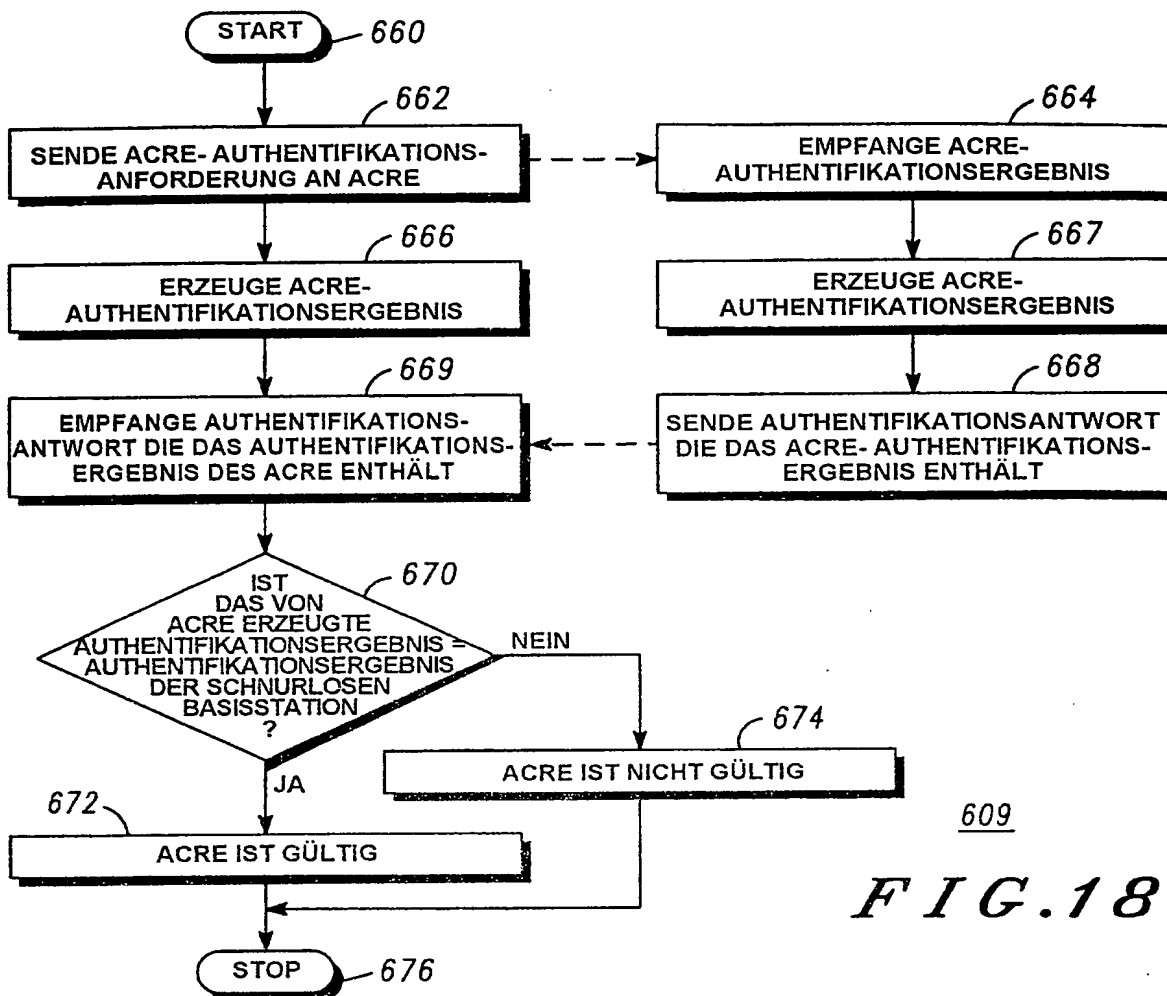 START
660
662
SENDE ACRE- AUTHENTIFIKATIONS-
ANFORDERUNG AN ACRE
664
EMPFANGE ACRE-
AUTHENTIFIKATIONSERGEBNIS
666
ERZEUGE ACRE-
AUTHENTIFIKATIONSERGEBNIS
667
ERZEUGE ACRE-
AUTHENTIFIKATIONSERGEBNIS
669
EMPFANGE AUTHENTIFIKATIONS-
ANTWORT DIE DAS AUTHENTIFIKATIONS-
ERGEBNIS DES ACRE ENTHÄLT
668
SENDE AUTHENTIFIKATIONSANTWORT
DIE DAS ACRE- AUTHENTIFIKATIONS-
ERGEBNIS ENTHÄLT
670
IST
DAS VON
ACRE ERZEUGTE
AUTHENTIFIKATIONSERGEBNIS =
AUTHENTIFIKATIONSERGEBNIS
DER SCHNURLOSEN
BASISSTATION
?
NEIN
674
ACRE IST NICHT GÜLTIG
JA
672
ACRE IST GÜLTIG
609
FIG.18
STOP
676